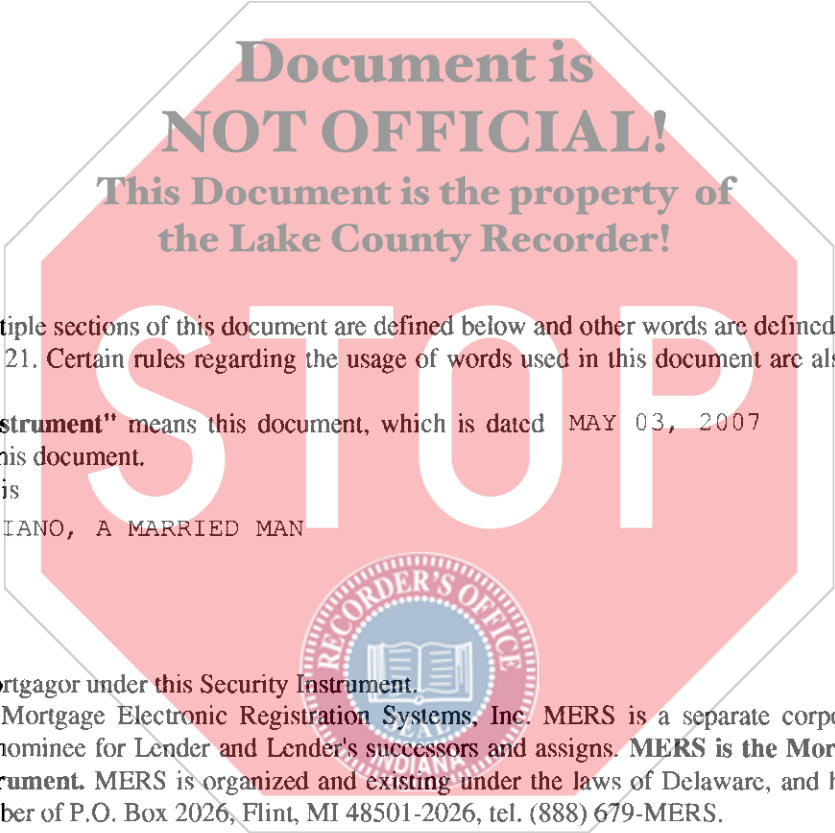 Document is
NOT OFFICIAL!
This Document is the property of
the Lake County Recorder!
STOP
tiple sections of this document are defined below and other words are defined
21. Certain rules regarding the usage of words used in this document are als
strument" means this document, which is dated MAY 03, 2007
his document.
is
IANO, A MARRIED MAN
RECORDER'S OFFICE
SEAL
INDIANA
rtgagor under this Security Instrument.
Mortgage Electronic Registration Systems, Inc. MERS is a separate corpo
nominee for Lender and Lender's successors and assigns. MERS is the Mor
rument. MERS is organized and existing under the laws of Delaware, and h
ber of P.O. Box 2026, Flint, MI 48501-2026, tel. (888) 679-MERS.